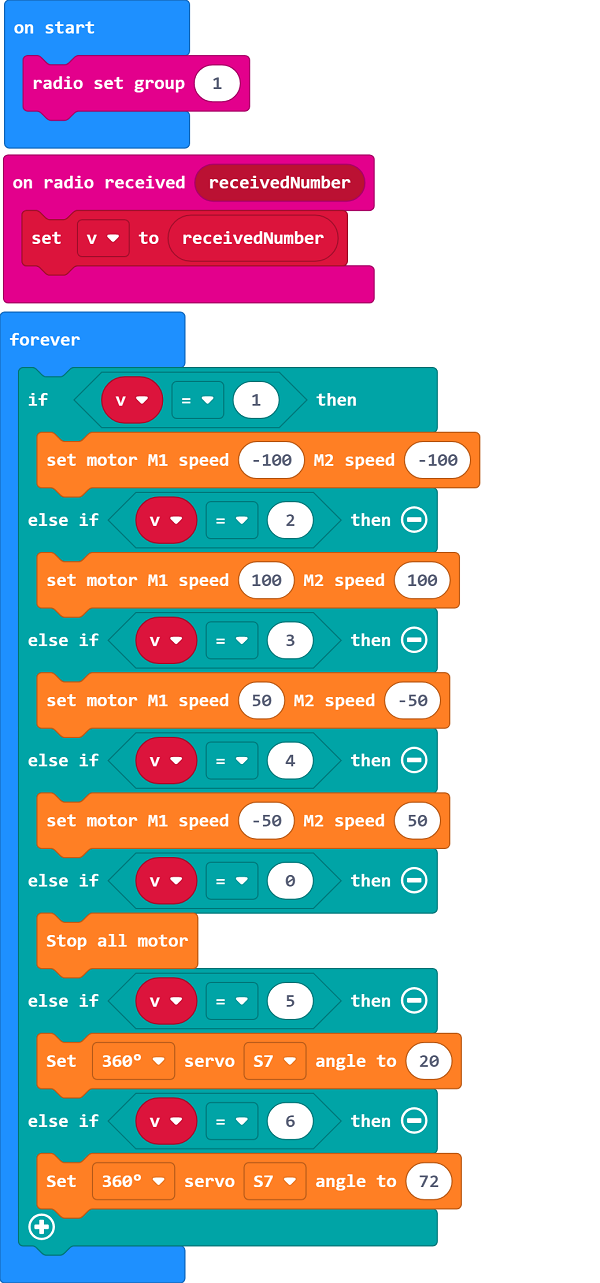 on start
radio set group 1
on radio received receivedNumber
set v to receivedNumber
forever
if v = 1 then
set motor M1 speed -100 M2 speed -100
else if v = 2 then
set motor M1 speed 100 M2 speed 100
else if v = 3 then
set motor M1 speed 50 M2 speed -50
else if v = 4 then
set motor M1 speed -50 M2 speed 50
else if v = 0 then
Stop all motor
else if v = 5 then
Set 360° servo S7 angle to 20
else if v = 6 then
Set 360° servo S7 angle to 72